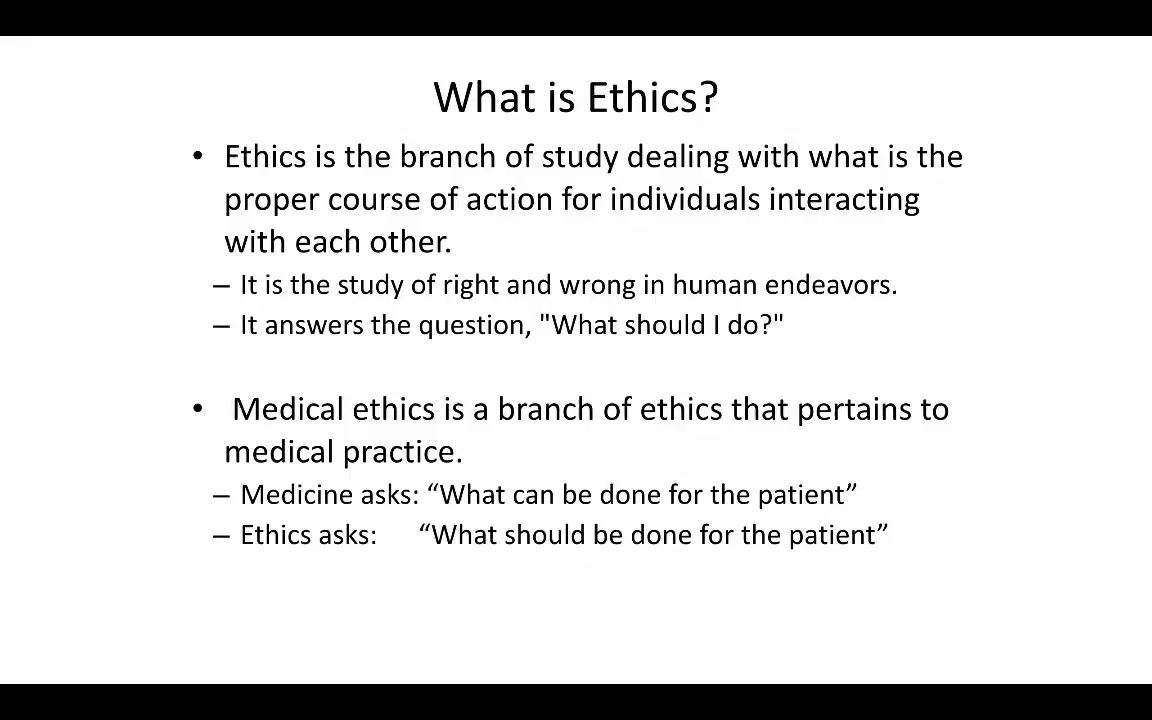 What is Ethics?
• Ethics is the branch of study dealing with what is the
proper course of action for individuals interacting
with each other.
– It is the study of right and wrong in human endeavors.
– It answers the question, "What should I do?"
• Medical ethics is a branch of ethics that pertains to
medical practice.
– Medicine asks: “What can be done for the patient”
– Ethics asks: “What should be done for the patient”